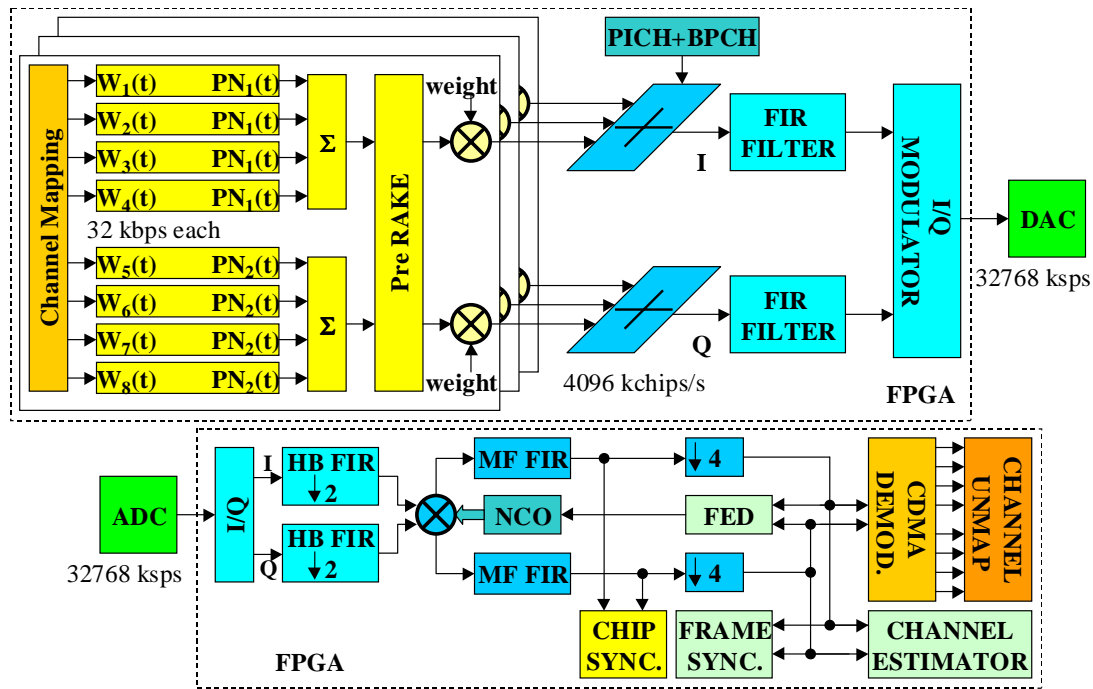 PICH+BPCH
weight
Channel Mapping
W₁(t) PN₁(t)
W₂(t) PN₁(t)
W₃(t) PN₁(t)
W₄(t) PN₁(t)
32 kbps each
Σ
W₅(t) PN₂(t)
W₆(t) PN₂(t)
W₇(t) PN₂(t)
W₈(t) PN₂(t)
Σ
Pre RAKE
weight
I
FIR
FILTER
Q
FIR
FILTER
4096 kchips/s
I/Q
MODULATOR
DAC
32768 ksps
FPGA
ADC
32768 ksps
I/Q
I
Q
HB FIR
2
HB FIR
2
MF FIR
NCO
MF FIR
4
FED
4
CHIP
SYNC.
FRAME
SYNC.
CDMA
DEMOD.
CHANNEL
UNMAP
CHANNEL
ESTIMATOR
FPGA